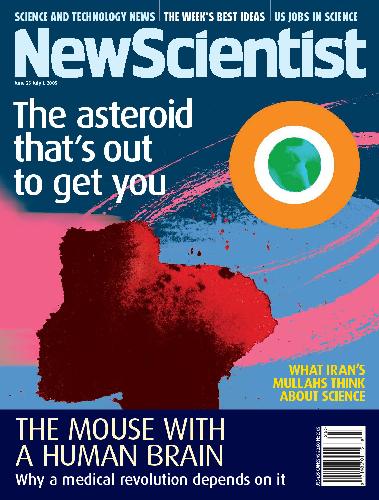 SCIENCE AND TECHNOLOGY NEWS | THE WEEK'S BEST IDEAS | US JOBS IN SCIENCE
NewScientist
The asteroid
that's out
to get you
WHAT IRAN'S
MULLAHS THINK
ABOUT SCIENCE
THE MOUSE WITH
A HUMAN BRAIN
Why a medical revolution depends on it